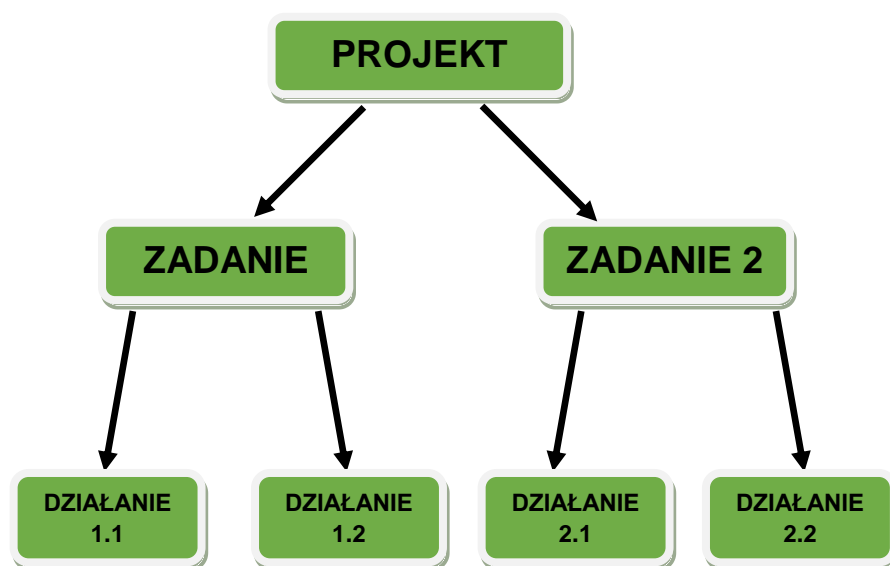 PROJEKT
ZADANIE
ZADANIE 2
DZIAŁANIE
1.1
DZIAŁANIE
1.2
DZIAŁANIE
2.1
DZIAŁANIE
2.2